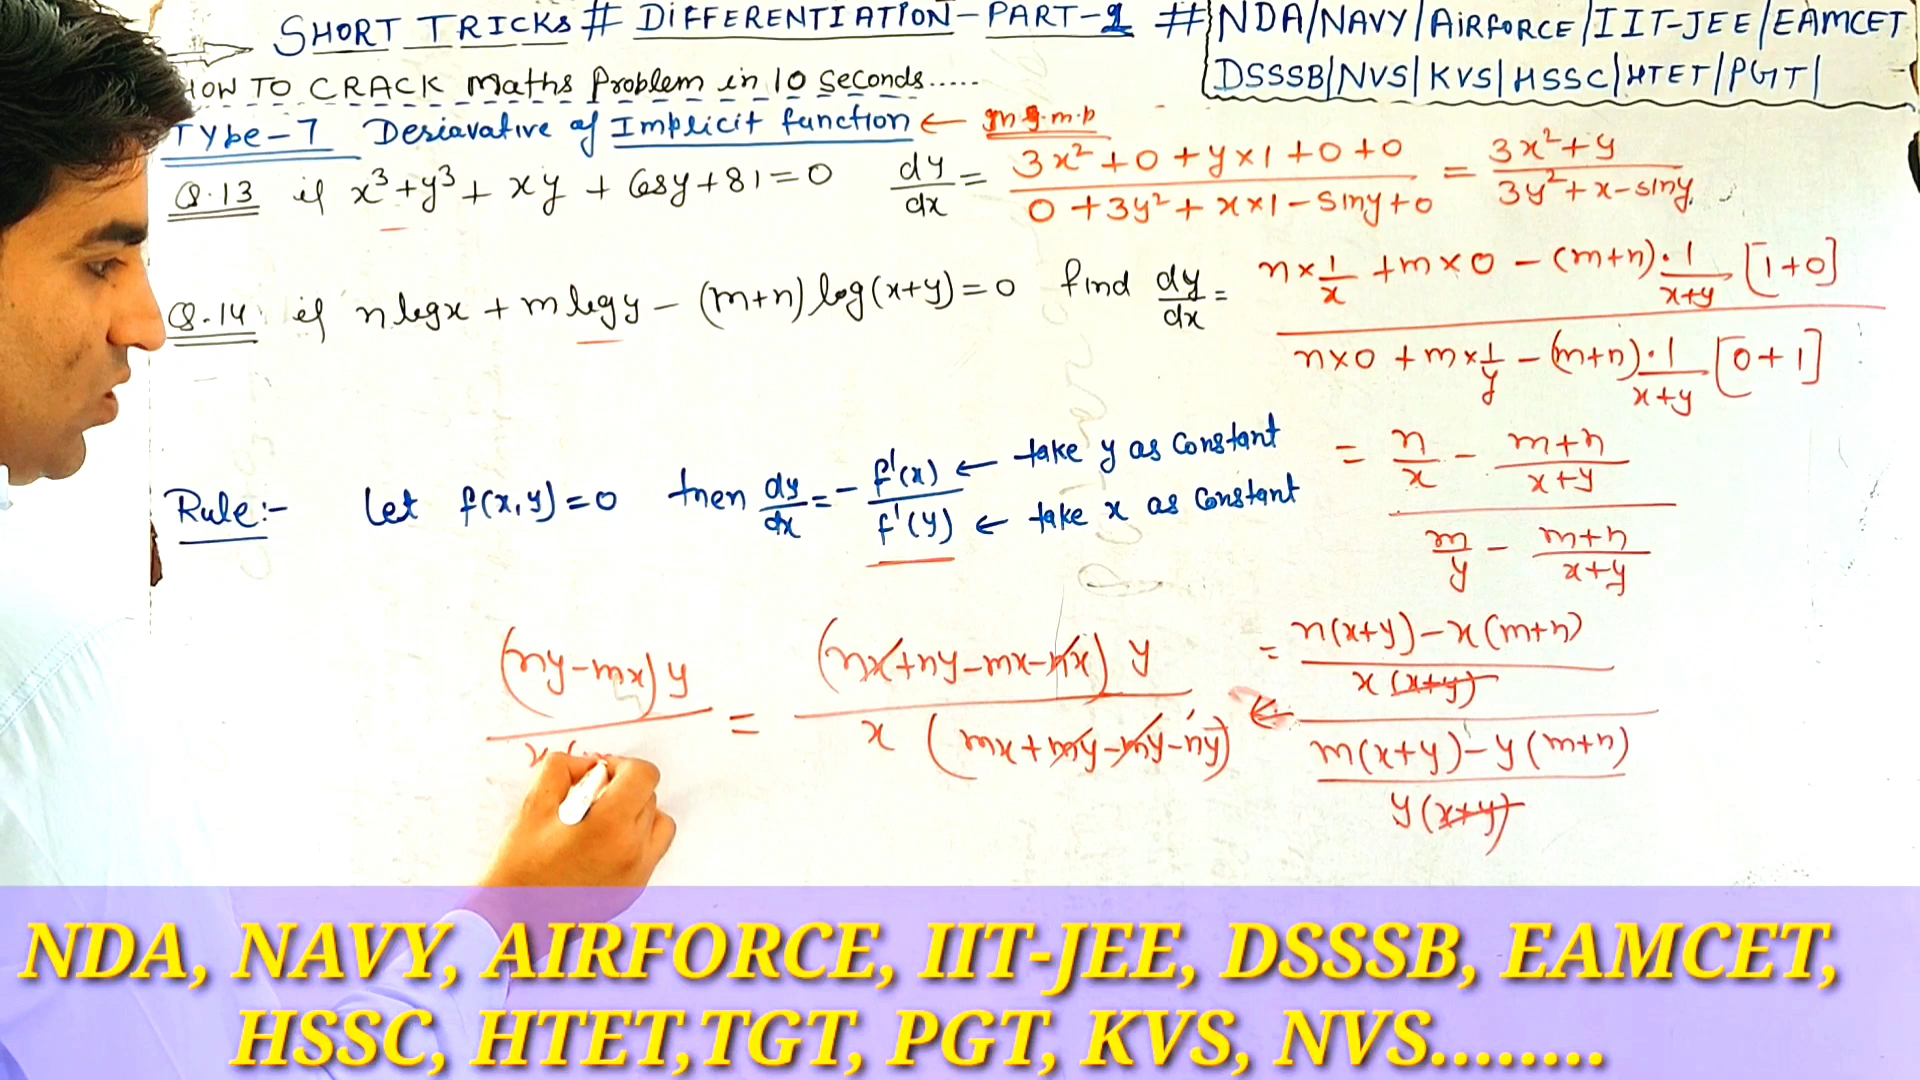 SHORT TRICKS # DIFFERENTIATION-PART-2 # NDA/NAVY/AIRFORCE/IIT-JEE/EAMCET
DSSSB/NVS/KVS/HSSC/HTET/PGT/
HOW TO CRACK Maths Problem in 10 seconds.....
Type-7 Desiavative of Implicit function ←
Q.13 if x³+y³+xy+cosy+81=0 dy/dx = (3x²+0+y×1+0+0)/(0+3y²+x×1-siny+0) = (3x²+y)/(3y²+x-siny)
Q.14 if nlogx+mlogy-(m+n)log(x+y)=0 find dy/dx = (n×1/x+m×0-(m+n)·1/(x+y)[1+0])/(n×0+m×1/y-(m+n)·1/(x+y)[0+1])
= (n/x - (m+n)/(x+y))/(m/y - (m+n)/(x+y))
Rule:- Let f(x,y)=0 then dy/dx = - f'(x)/f'(y)
← take y as constant
← take x as constant
= (n(x+y)-x(m+n))/(x(x+y)) / (m(x+y)-y(m+n))/(y(x+y))
←
(ny-mx)y / x( = (nx+ny-mx-nx)y / x(mx+my-my-ny)
NDA, NAVY, AIRFORCE, IIT-JEE, DSSSB, EAMCET,
HSSC, HTET,TGT, PGT, KVS, NVS........